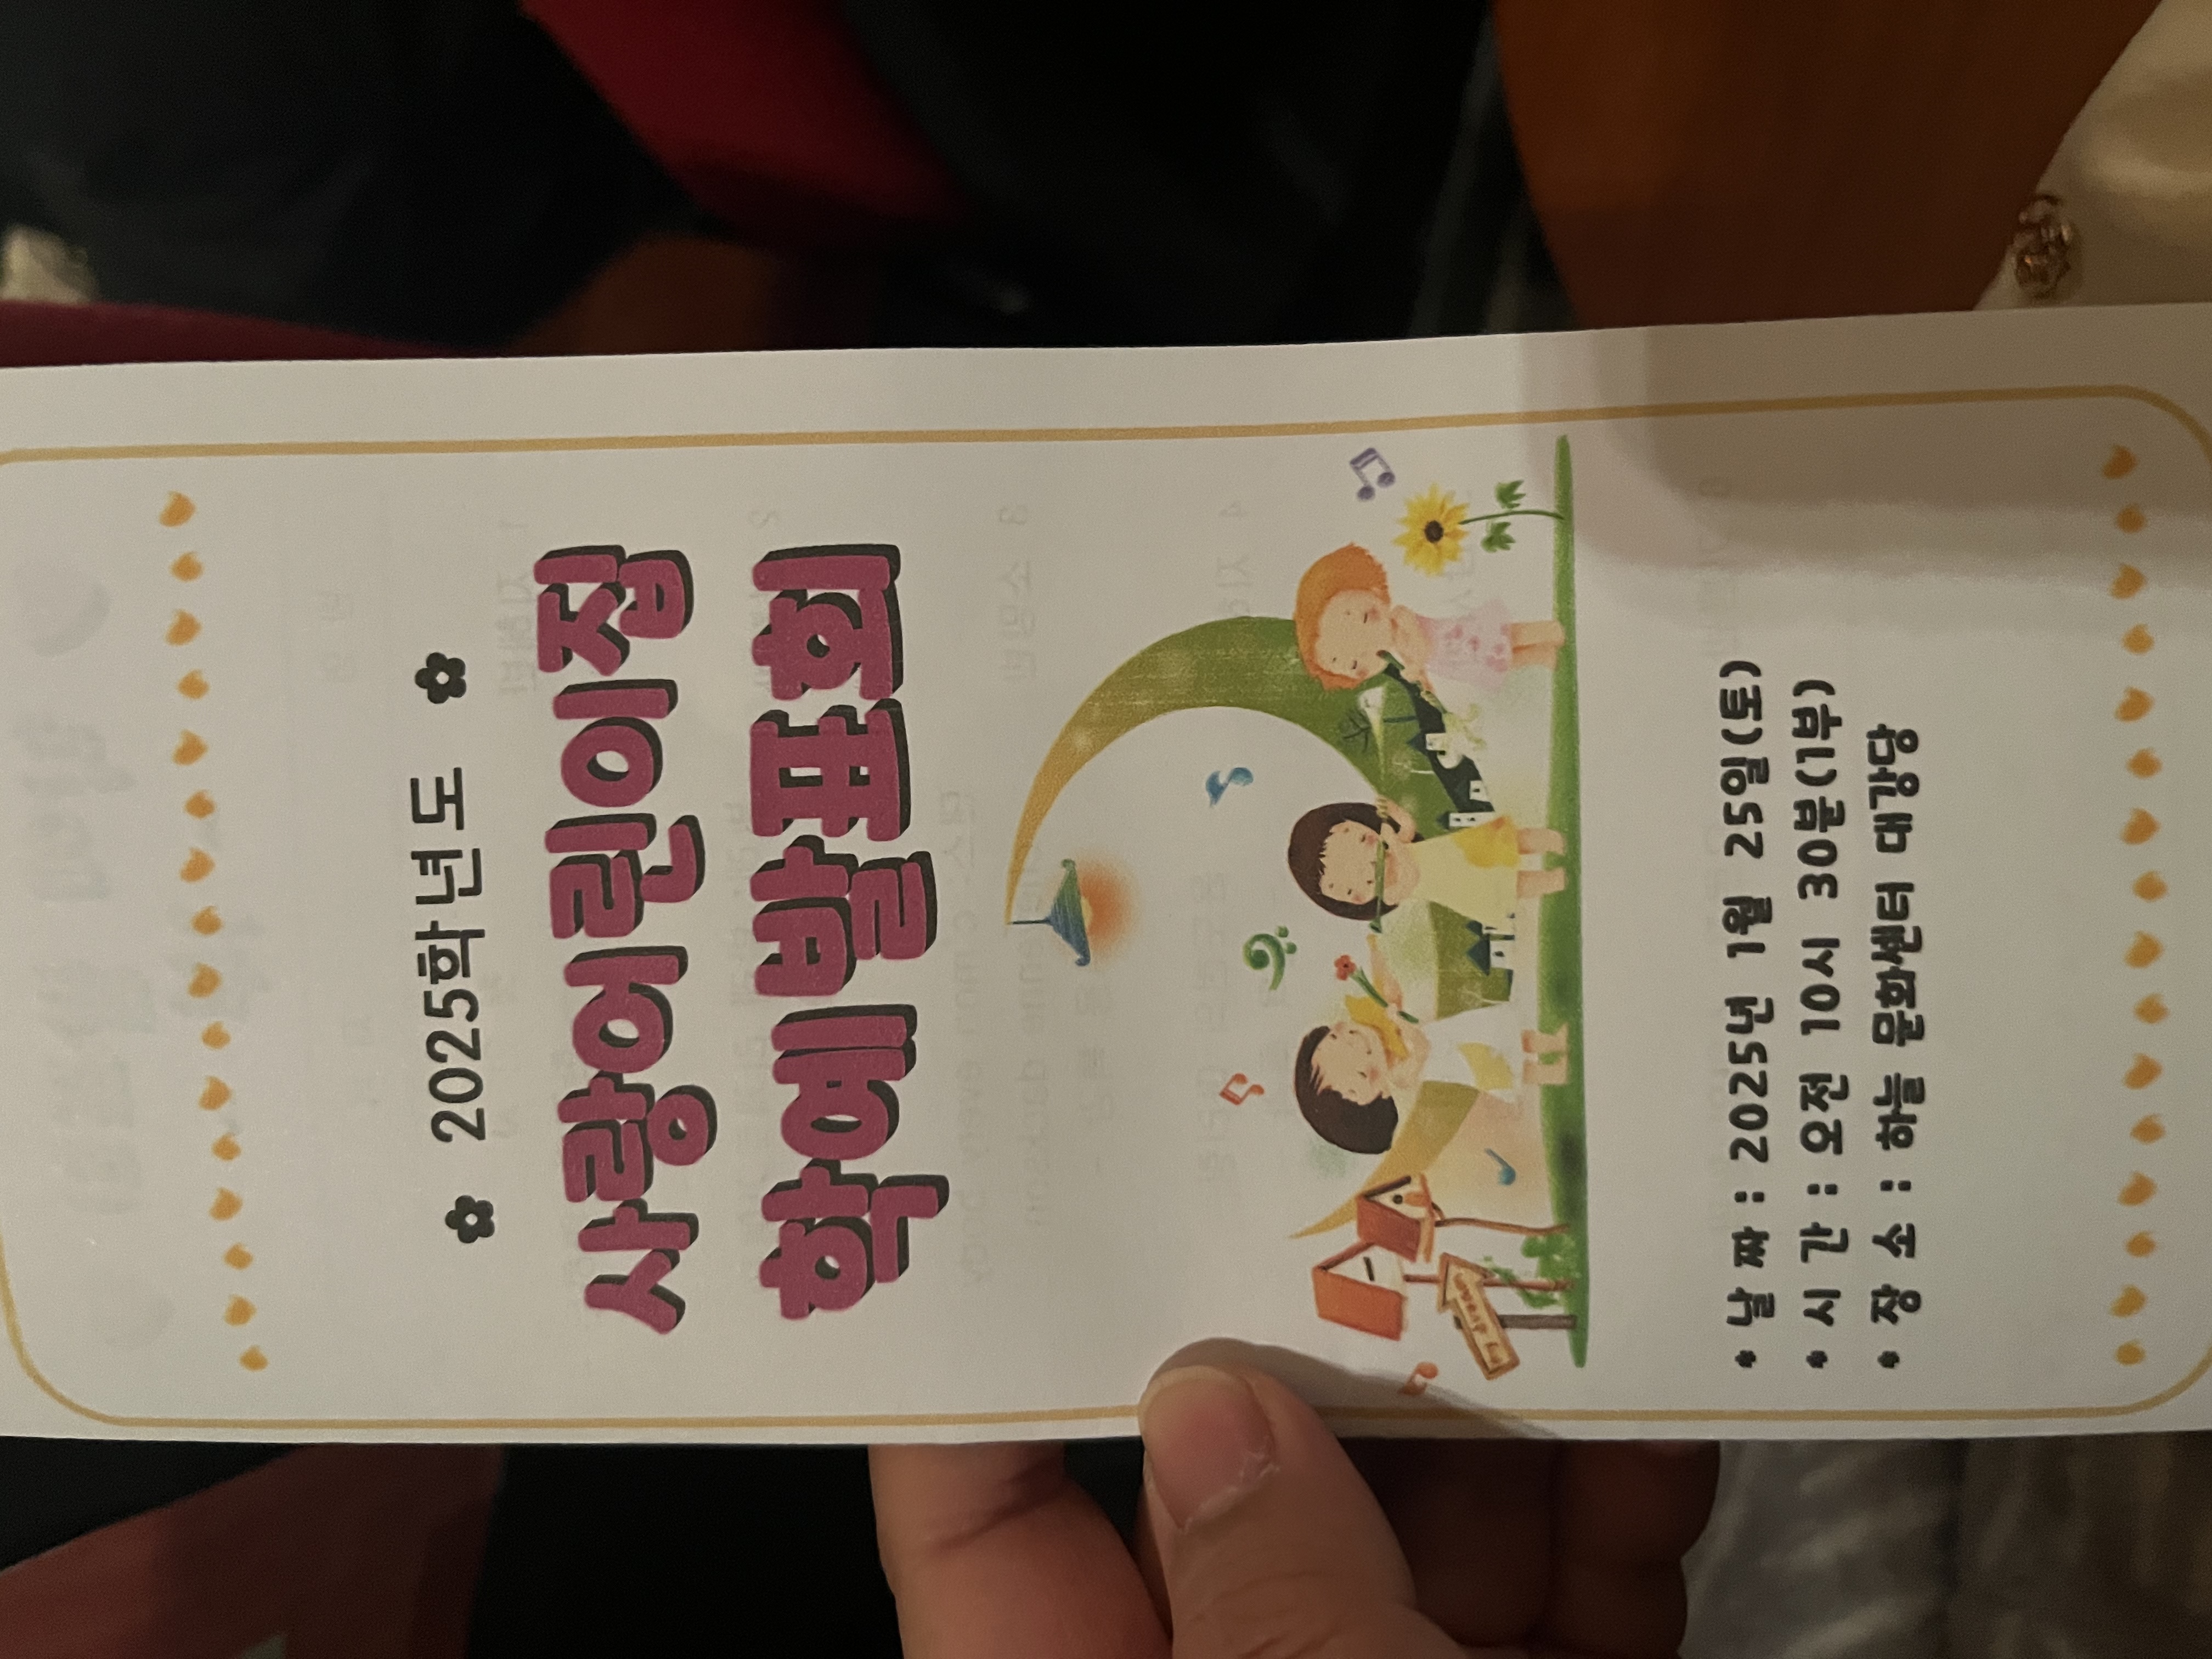 ✿ 2025학년도 ✿
사랑어린이집
학예발표회
• 날 짜 : 2025년 1월 25일(토)
• 시 간 : 오전 10시 30분(1부)
• 장 소 : 하늘 문화센터 대강당